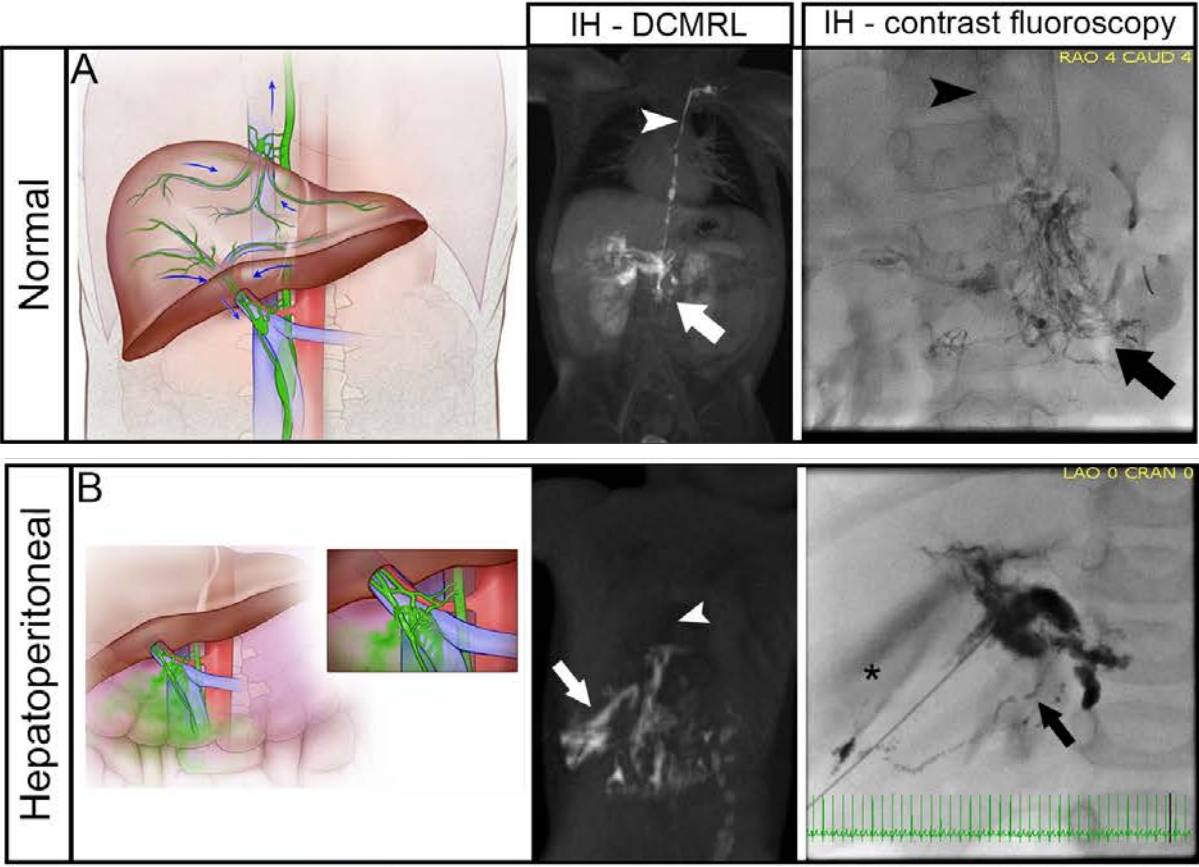 IH - DCMRL
IH - contrast fluoroscopy
Normal
A
RAO 4 CAUD 4
Hepatoperitoneal
B
LAO 0 CRAN 0
*